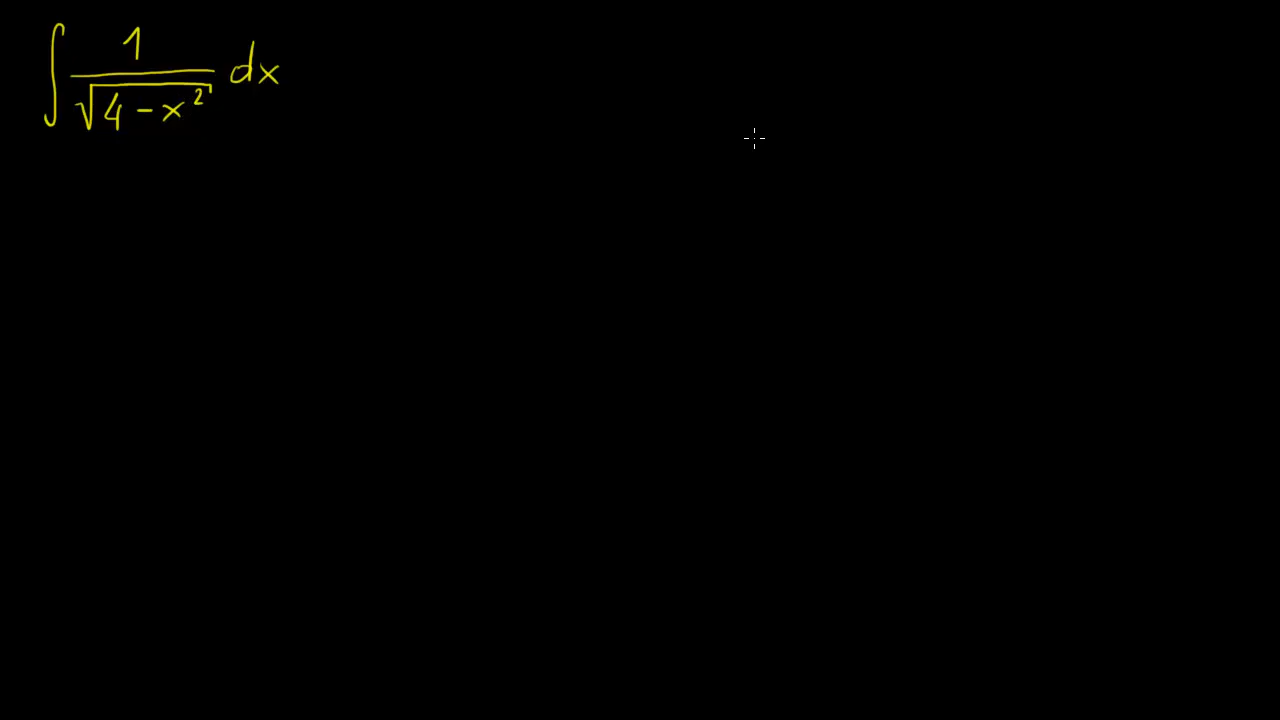 ∫ 1/√(4 - x²) dx